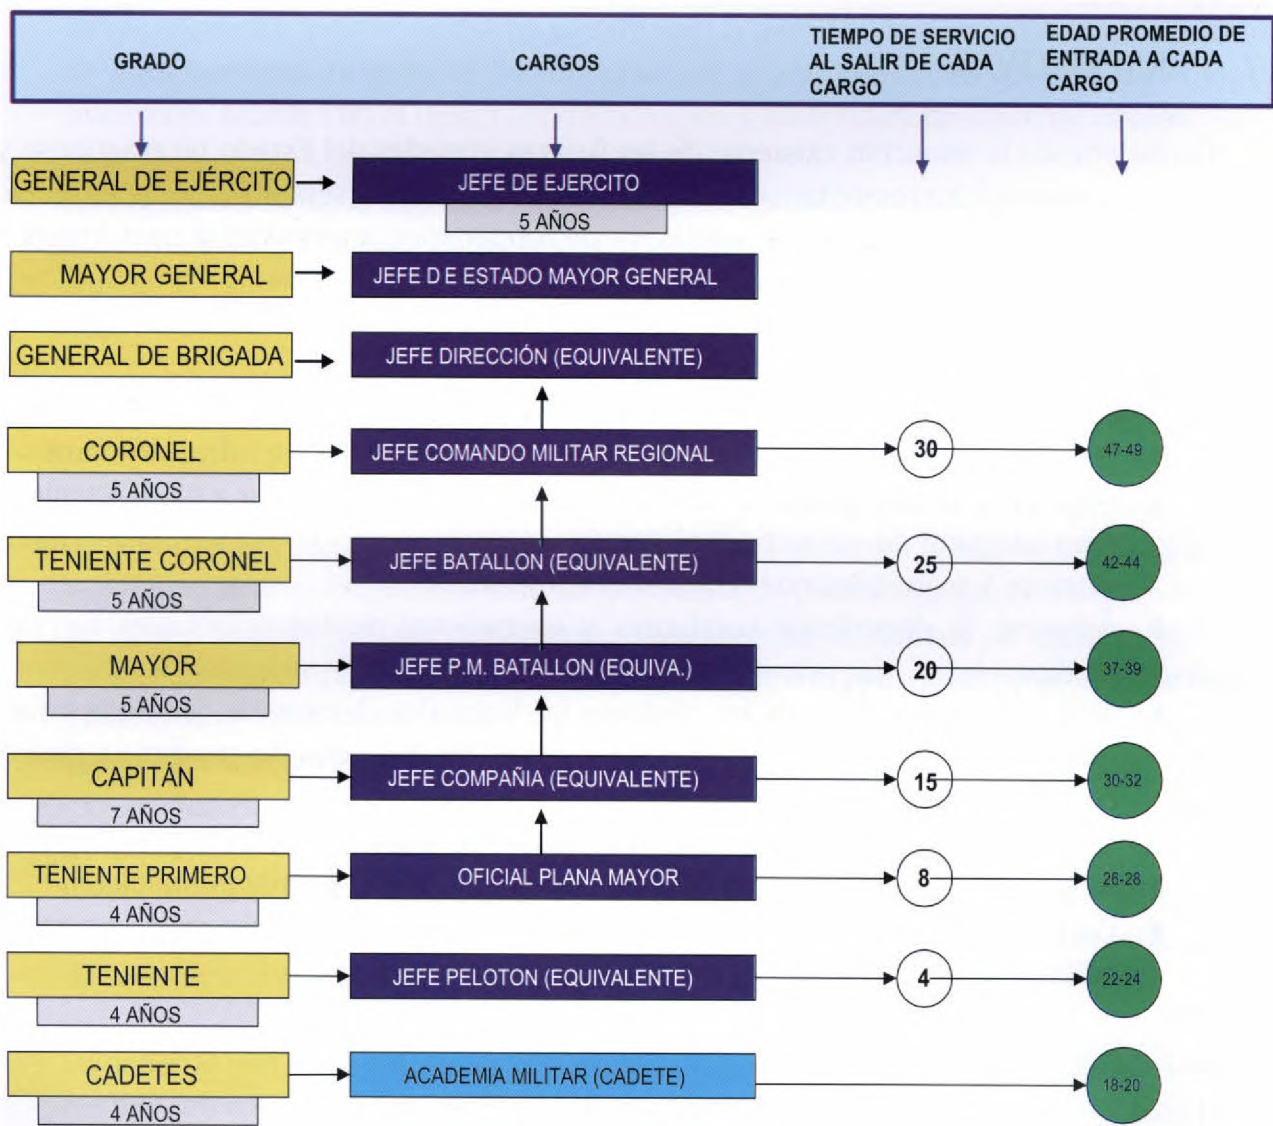 GRADO
CARGOS
TIEMPO DE SERVICIO
AL SALIR DE CADA
CARGO
EDAD PROMEDIO DE
ENTRADA A CADA
CARGO
GENERAL DE EJÉRCITO
JEFE DE EJERCITO
5 AÑOS
MAYOR GENERAL
JEFE D E ESTADO MAYOR GENERAL
GENERAL DE BRIGADA
JEFE DIRECCIÓN (EQUIVALENTE)
CORONEL
5 AÑOS
JEFE COMANDO MILITAR REGIONAL
30
47-49
TENIENTE CORONEL
5 AÑOS
JEFE BATALLON (EQUIVALENTE)
25
42-44
MAYOR
5 AÑOS
JEFE P.M. BATALLON (EQUIVA.)
20
37-39
CAPITÁN
7 AÑOS
JEFE COMPAÑIA (EQUIVALENTE)
15
30-32
TENIENTE PRIMERO
4 AÑOS
OFICIAL PLANA MAYOR
8
26-28
TENIENTE
4 AÑOS
JEFE PELOTON (EQUIVALENTE)
4
22-24
CADETES
4 AÑOS
ACADEMIA MILITAR (CADETE)
18-20